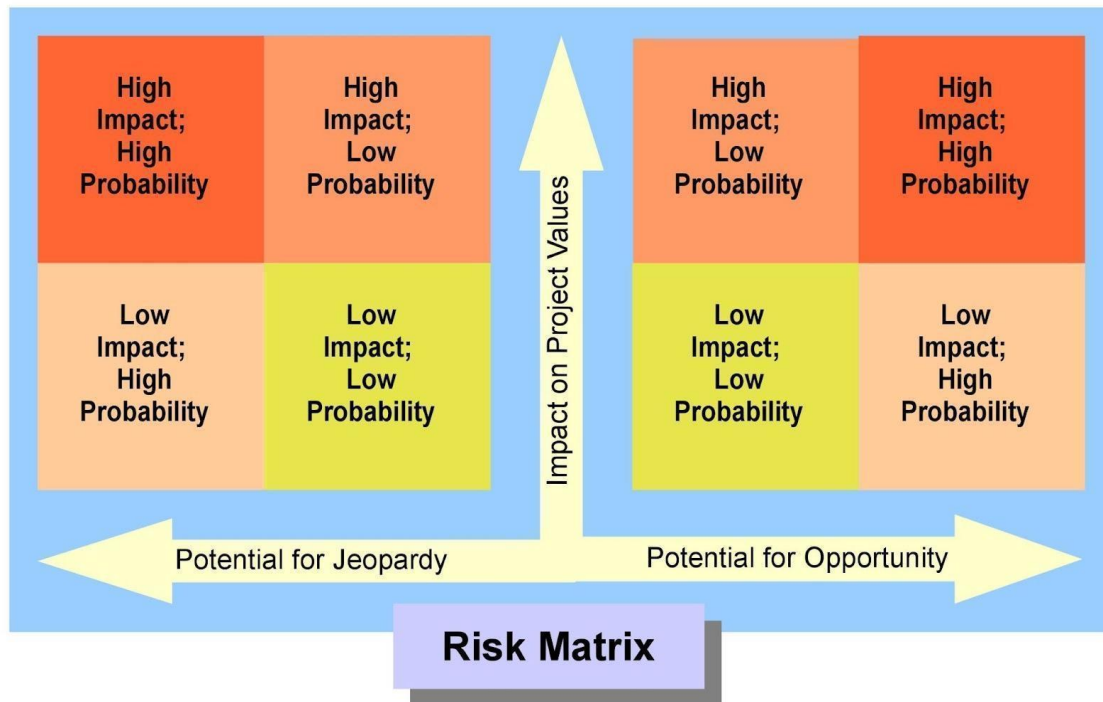 High
Impact;
High
Probability
High
Impact;
Low
Probability
Low
Impact;
High
Probability
Low
Impact;
Low
Probability
Impact on Project Values
High
Impact;
Low
Probability
High
Impact;
High
Probability
Low
Impact;
Low
Probability
Low
Impact;
High
Probability
Potential for Jeopardy
Potential for Opportunity
Risk Matrix